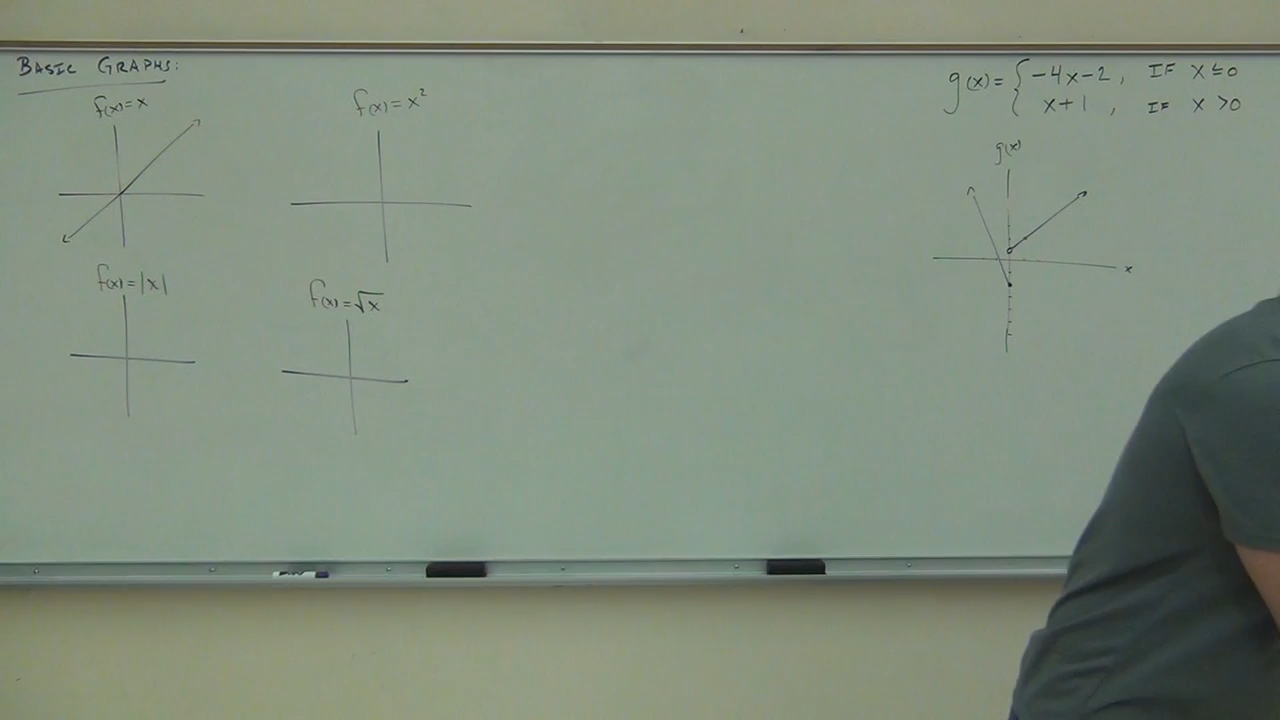 BASIC GRAPHS:
f(x)=x
f(x)=x²
f(x)=|x|
f(x)=√x
g(x)={-4x-2, IF x≤0
x+1, IF x>0
g(x)
x